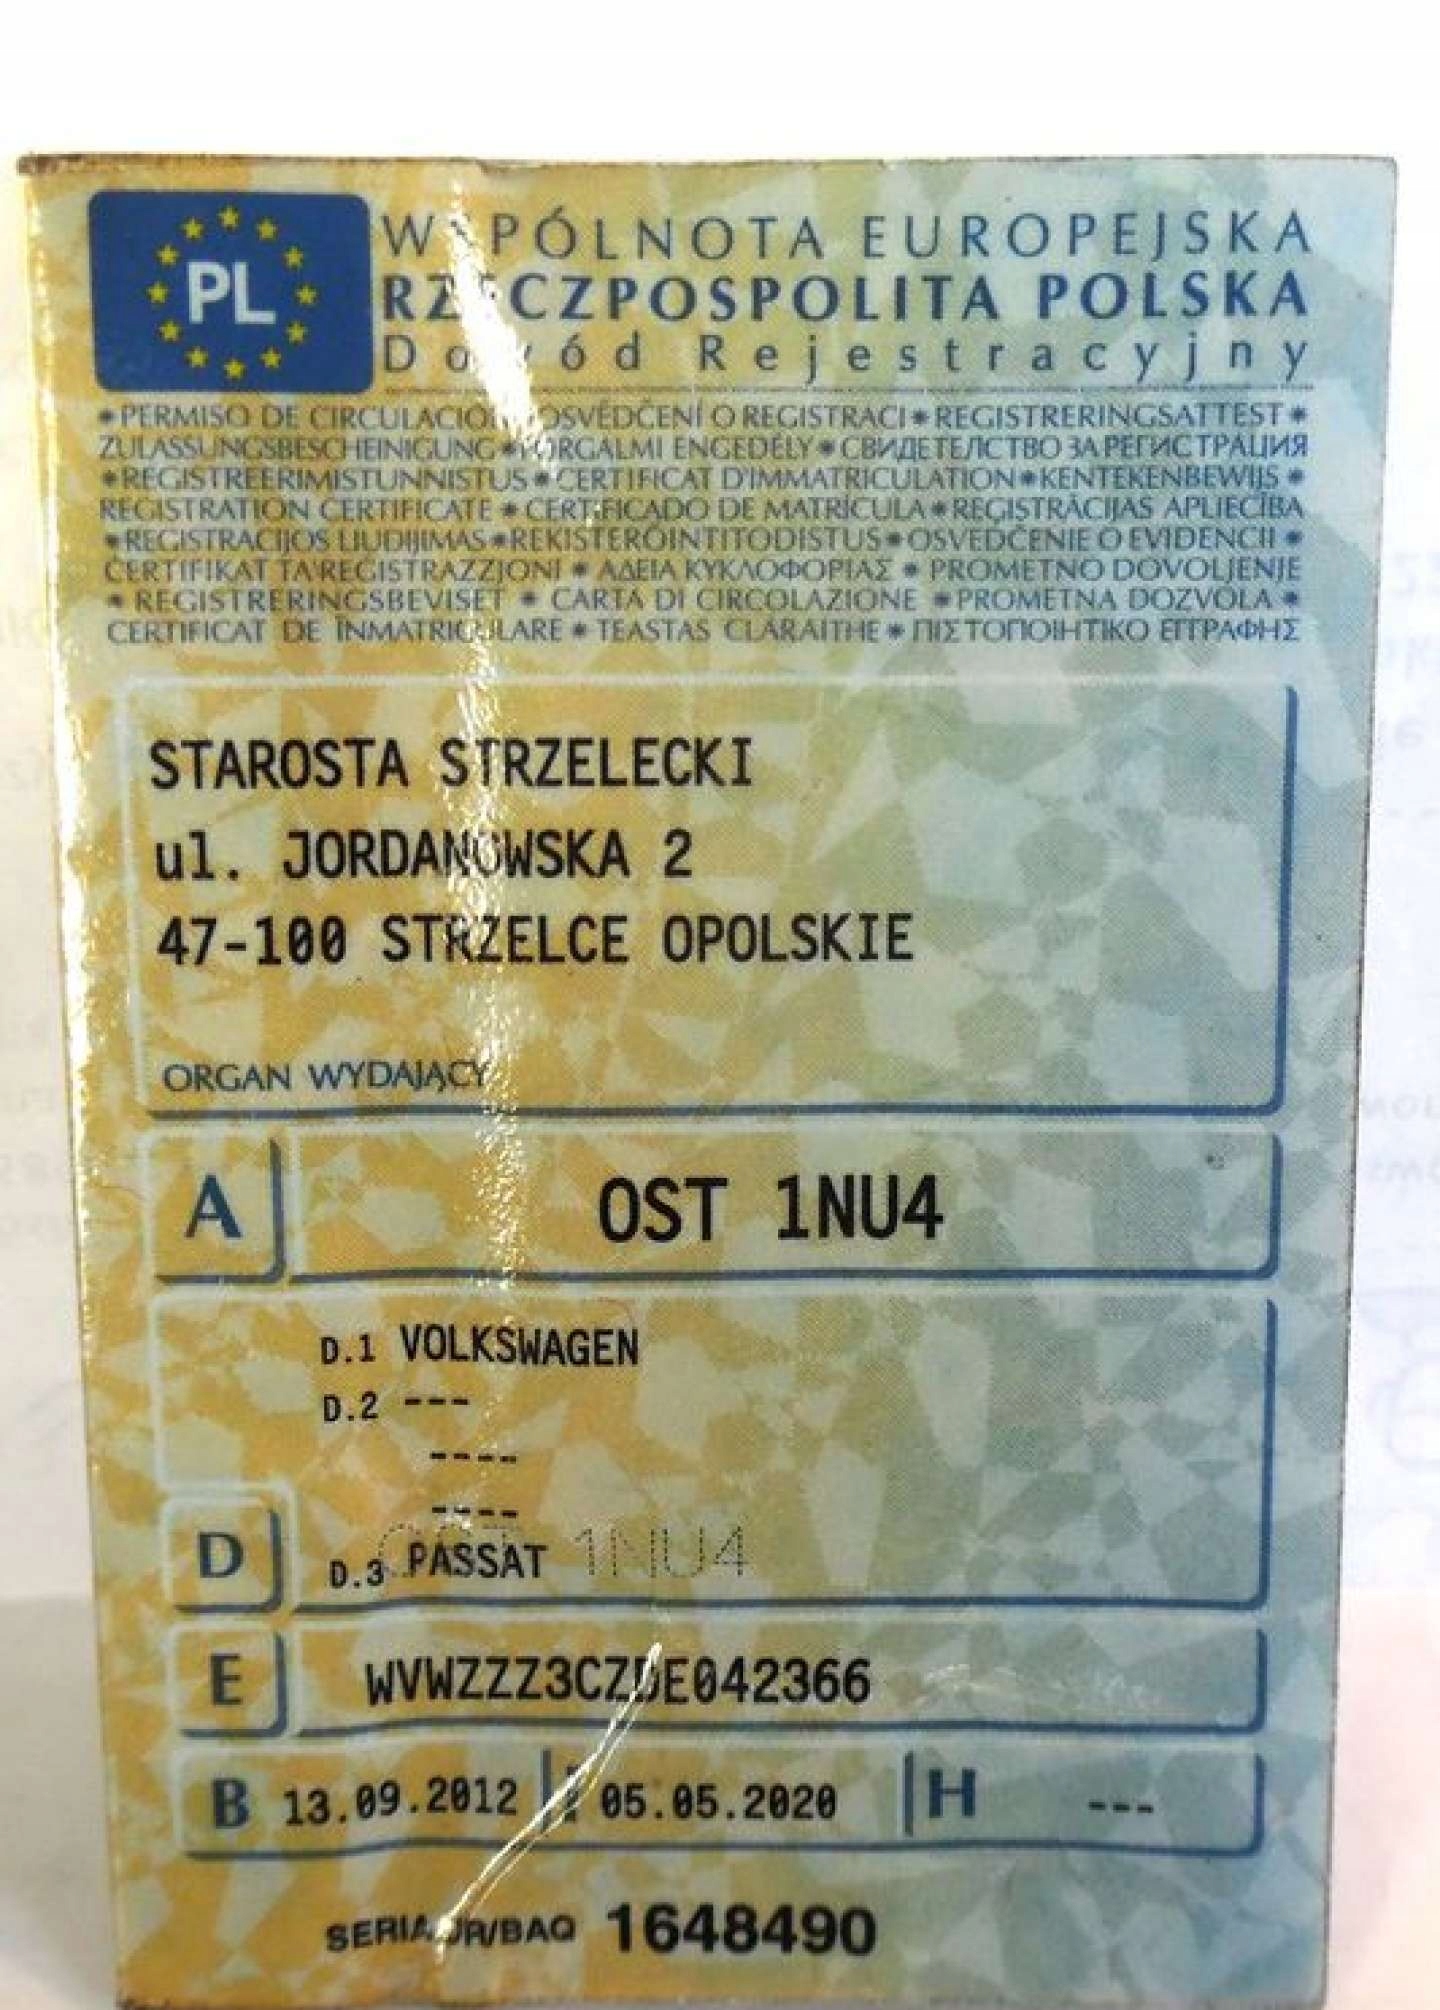 PL
WSPÓLNOTA EUROPEJSKA
RZECZPOSPOLITA POLSKA
Dowód Rejestracyjny
*PERMISO DE CIRCULACIÓN*OSVĚDČENÍ O REGISTRACI*REGISTRERINGSATTEST*
ZULASSUNGSBESCHEINIGUNG*FORGALMI ENGEDÉLY*СВИДЕТЕЛСТВО ЗА РЕГИСТРАЦИЯ
*REGISTREERIMISTUNNISTUS*CERTIFICAT D'IMMATRICULATION*KENTEKENBEWIJS*
REGISTRATION CERTIFICATE*CERTIFICADO DE MATRÍCULA*REĢISTRĀCIJAS APLIECĪBA
*REGISTRACIJOS LIUDIJIMAS*REKISTERÖINTITODISTUS*OSVEDČENIE O EVIDENCII*
ĊERTIFIKAT TA'REĠISTRAZZJONI*ΑΔΕΙΑ ΚΥΚΛΟΦΟΡΙΑΣ*PROMETNO DOVOLJENJE
*REGISTRERINGSBEVISET*CARTA DI CIRCOLAZIONE*PROMETNA DOZVOLA*
CERTIFICAT DE ÎNMATRICULARE*TEASTAS CLARAITHE*ΠΙΣΤΟΠΟΙΗΤΙΚΟ ΕΓΓΡΑΦΗΣ
STAROSTA STRZELECKI
ul. JORDANOWSKA 2
47-100 STRZELCE OPOLSKIE
ORGAN WYDAJĄCY
A OST 1NU4
D.1 VOLKSWAGEN
D.2 ---
----
----
OST 1NU4
D D.3 PASSAT
E WVWZZZ3CZDE042366
B 13.09.2012 I 05.05.2020 H ---
SERIA DR/BAQ 1648490